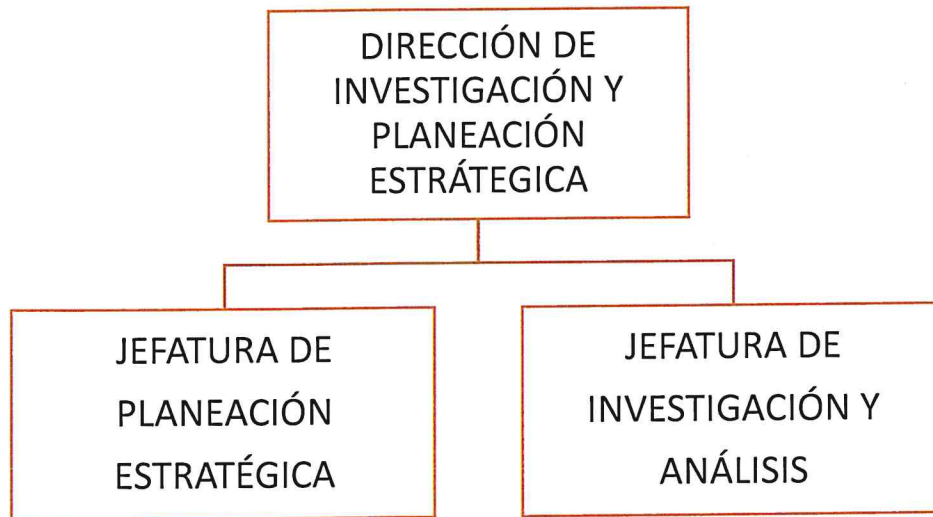 DIRECCIÓN DE
INVESTIGACIÓN Y
PLANEACIÓN
ESTRÁTEGICA
JEFATURA DE
PLANEACIÓN
ESTRATÉGICA
JEFATURA DE
INVESTIGACIÓN Y
ANÁLISIS